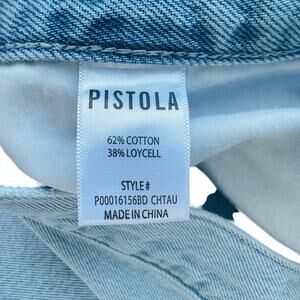 PISTOLA
62% COTTON
38% LOYCELL
STYLE#
P00016156BD CHTAU
MADE IN CHINA